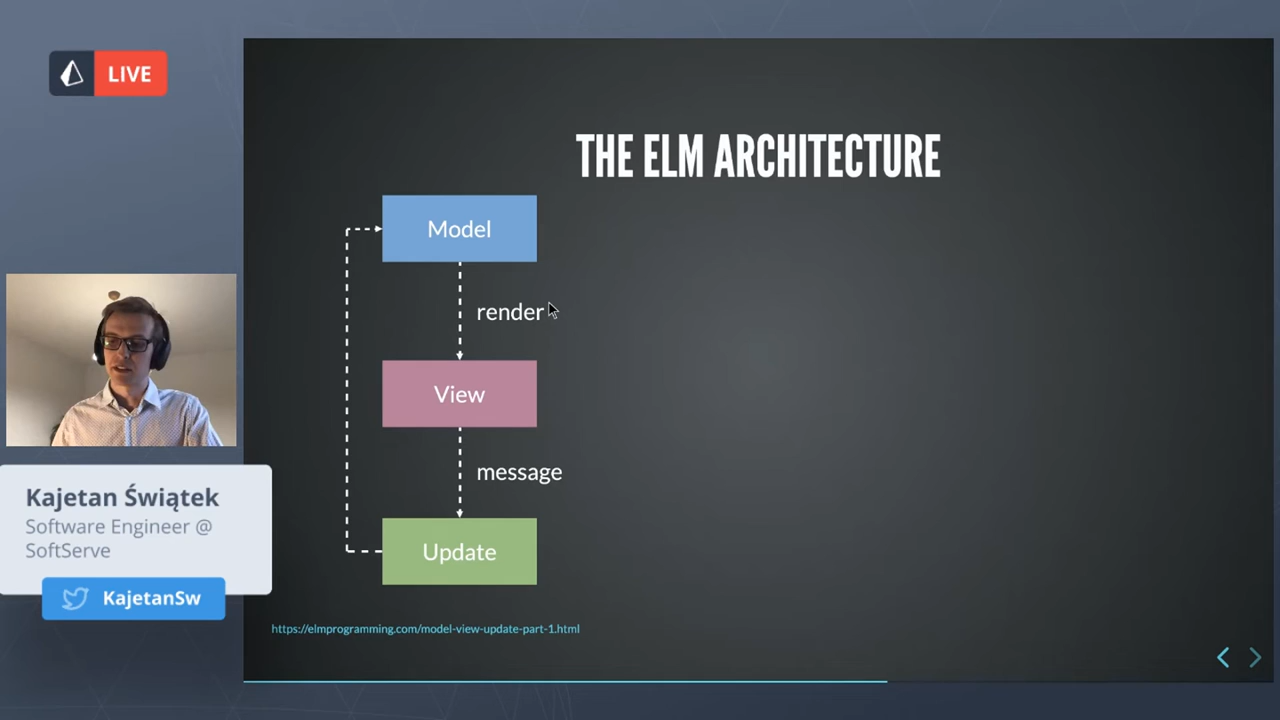 LIVE
THE ELM ARCHITECTURE
Model
render
View
message
Update
Kajetan Świątek
Software Engineer @
SoftServe
KajetanSw
https://elmprogramming.com/model-view-update-part-1.html